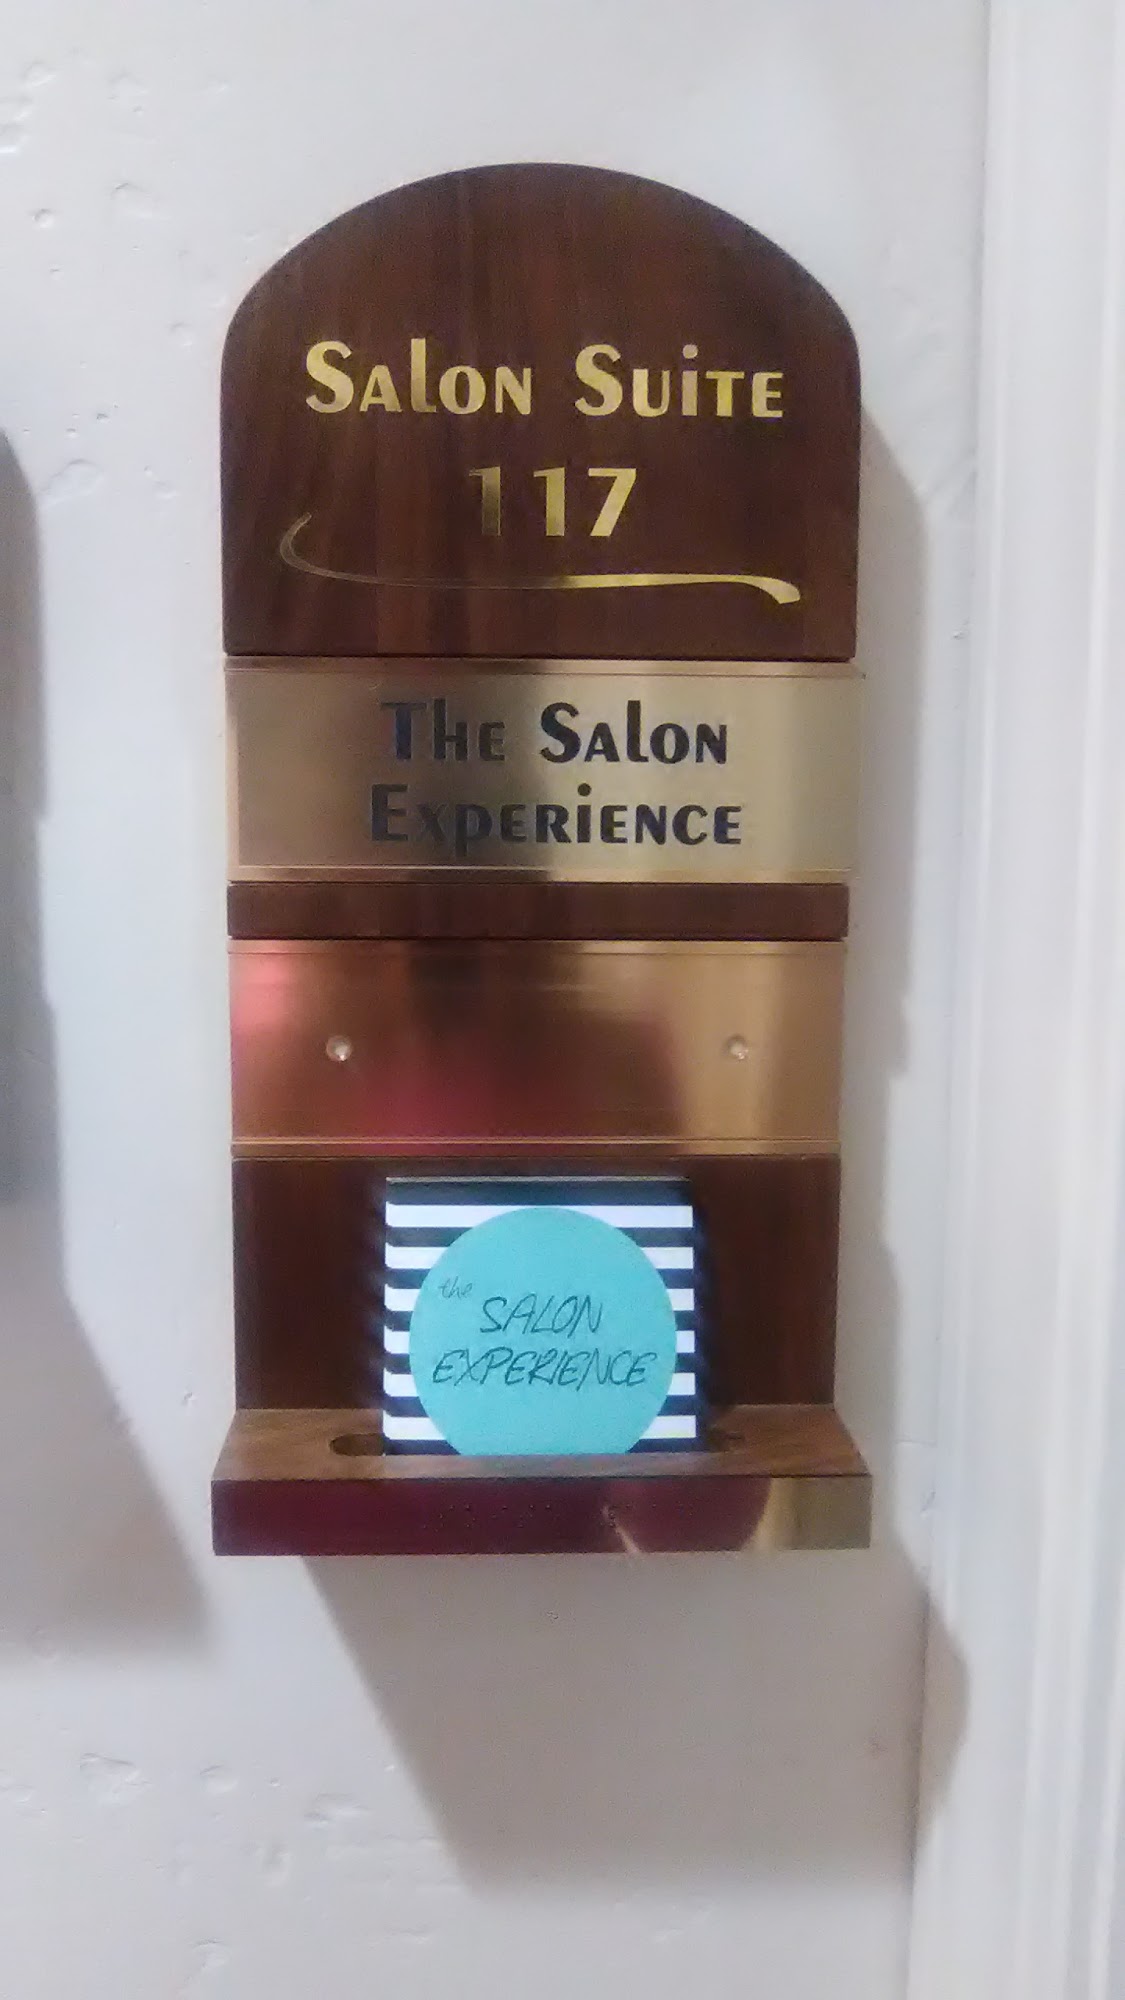 Salon Suite
117
The Salon
Experience
the
SALON
EXPERIENCE